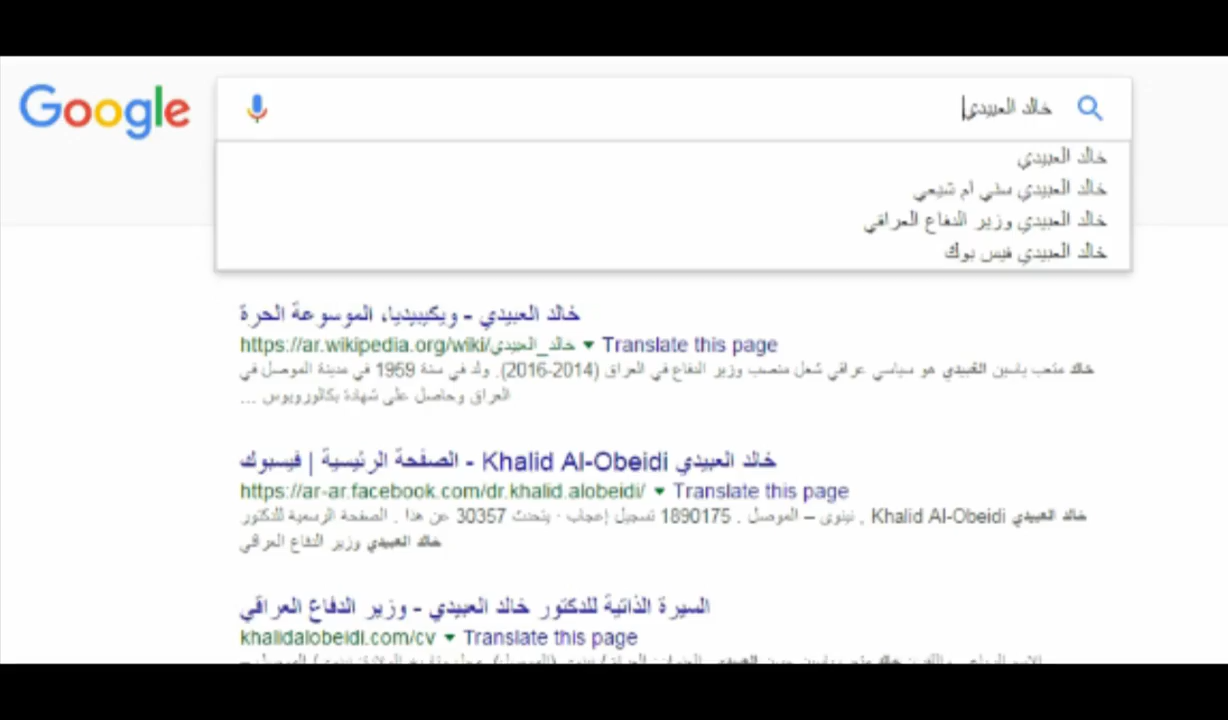 Google
خالد العبيدي
خالد العبيدي
خالد العبيدي سني ام شيعي
خالد العبيدي وزير الدفاع العراقي
خالد العبيدي فيس بوك
خالد العبيدي - ويكيبيديا، الموسوعة الحرة
https://ar.wikipedia.org/wiki/خالد_العبيدي Translate this page
خالد متعب ياسين العبيدي هو سياسي عراقي شغل منصب وزير الدفاع في العراق (2014-2016). ولد في سنة 1959 في مدينة الموصل في
العراق وحاصل على شهادة بكالوريوس ...
خالد العبيدي Khalid Al-Obeidi - الصفحة الرئيسية | فيسبوك
https://ar-ar.facebook.com/dr.khalid.alobeidi/ Translate this page
خالد العبيدي Khalid Al-Obeidi , نينوى – الموصل . 1890175 تسجيل إعجاب · يتحدث 30357 عن هذا . الصفحة الرسمية للدكتور
خالد العبيدي وزير الدفاع العراقي
السيرة الذاتية للدكتور خالد العبيدي - وزير الدفاع العراقي
khalidalobeidi.com/cv Translate this page